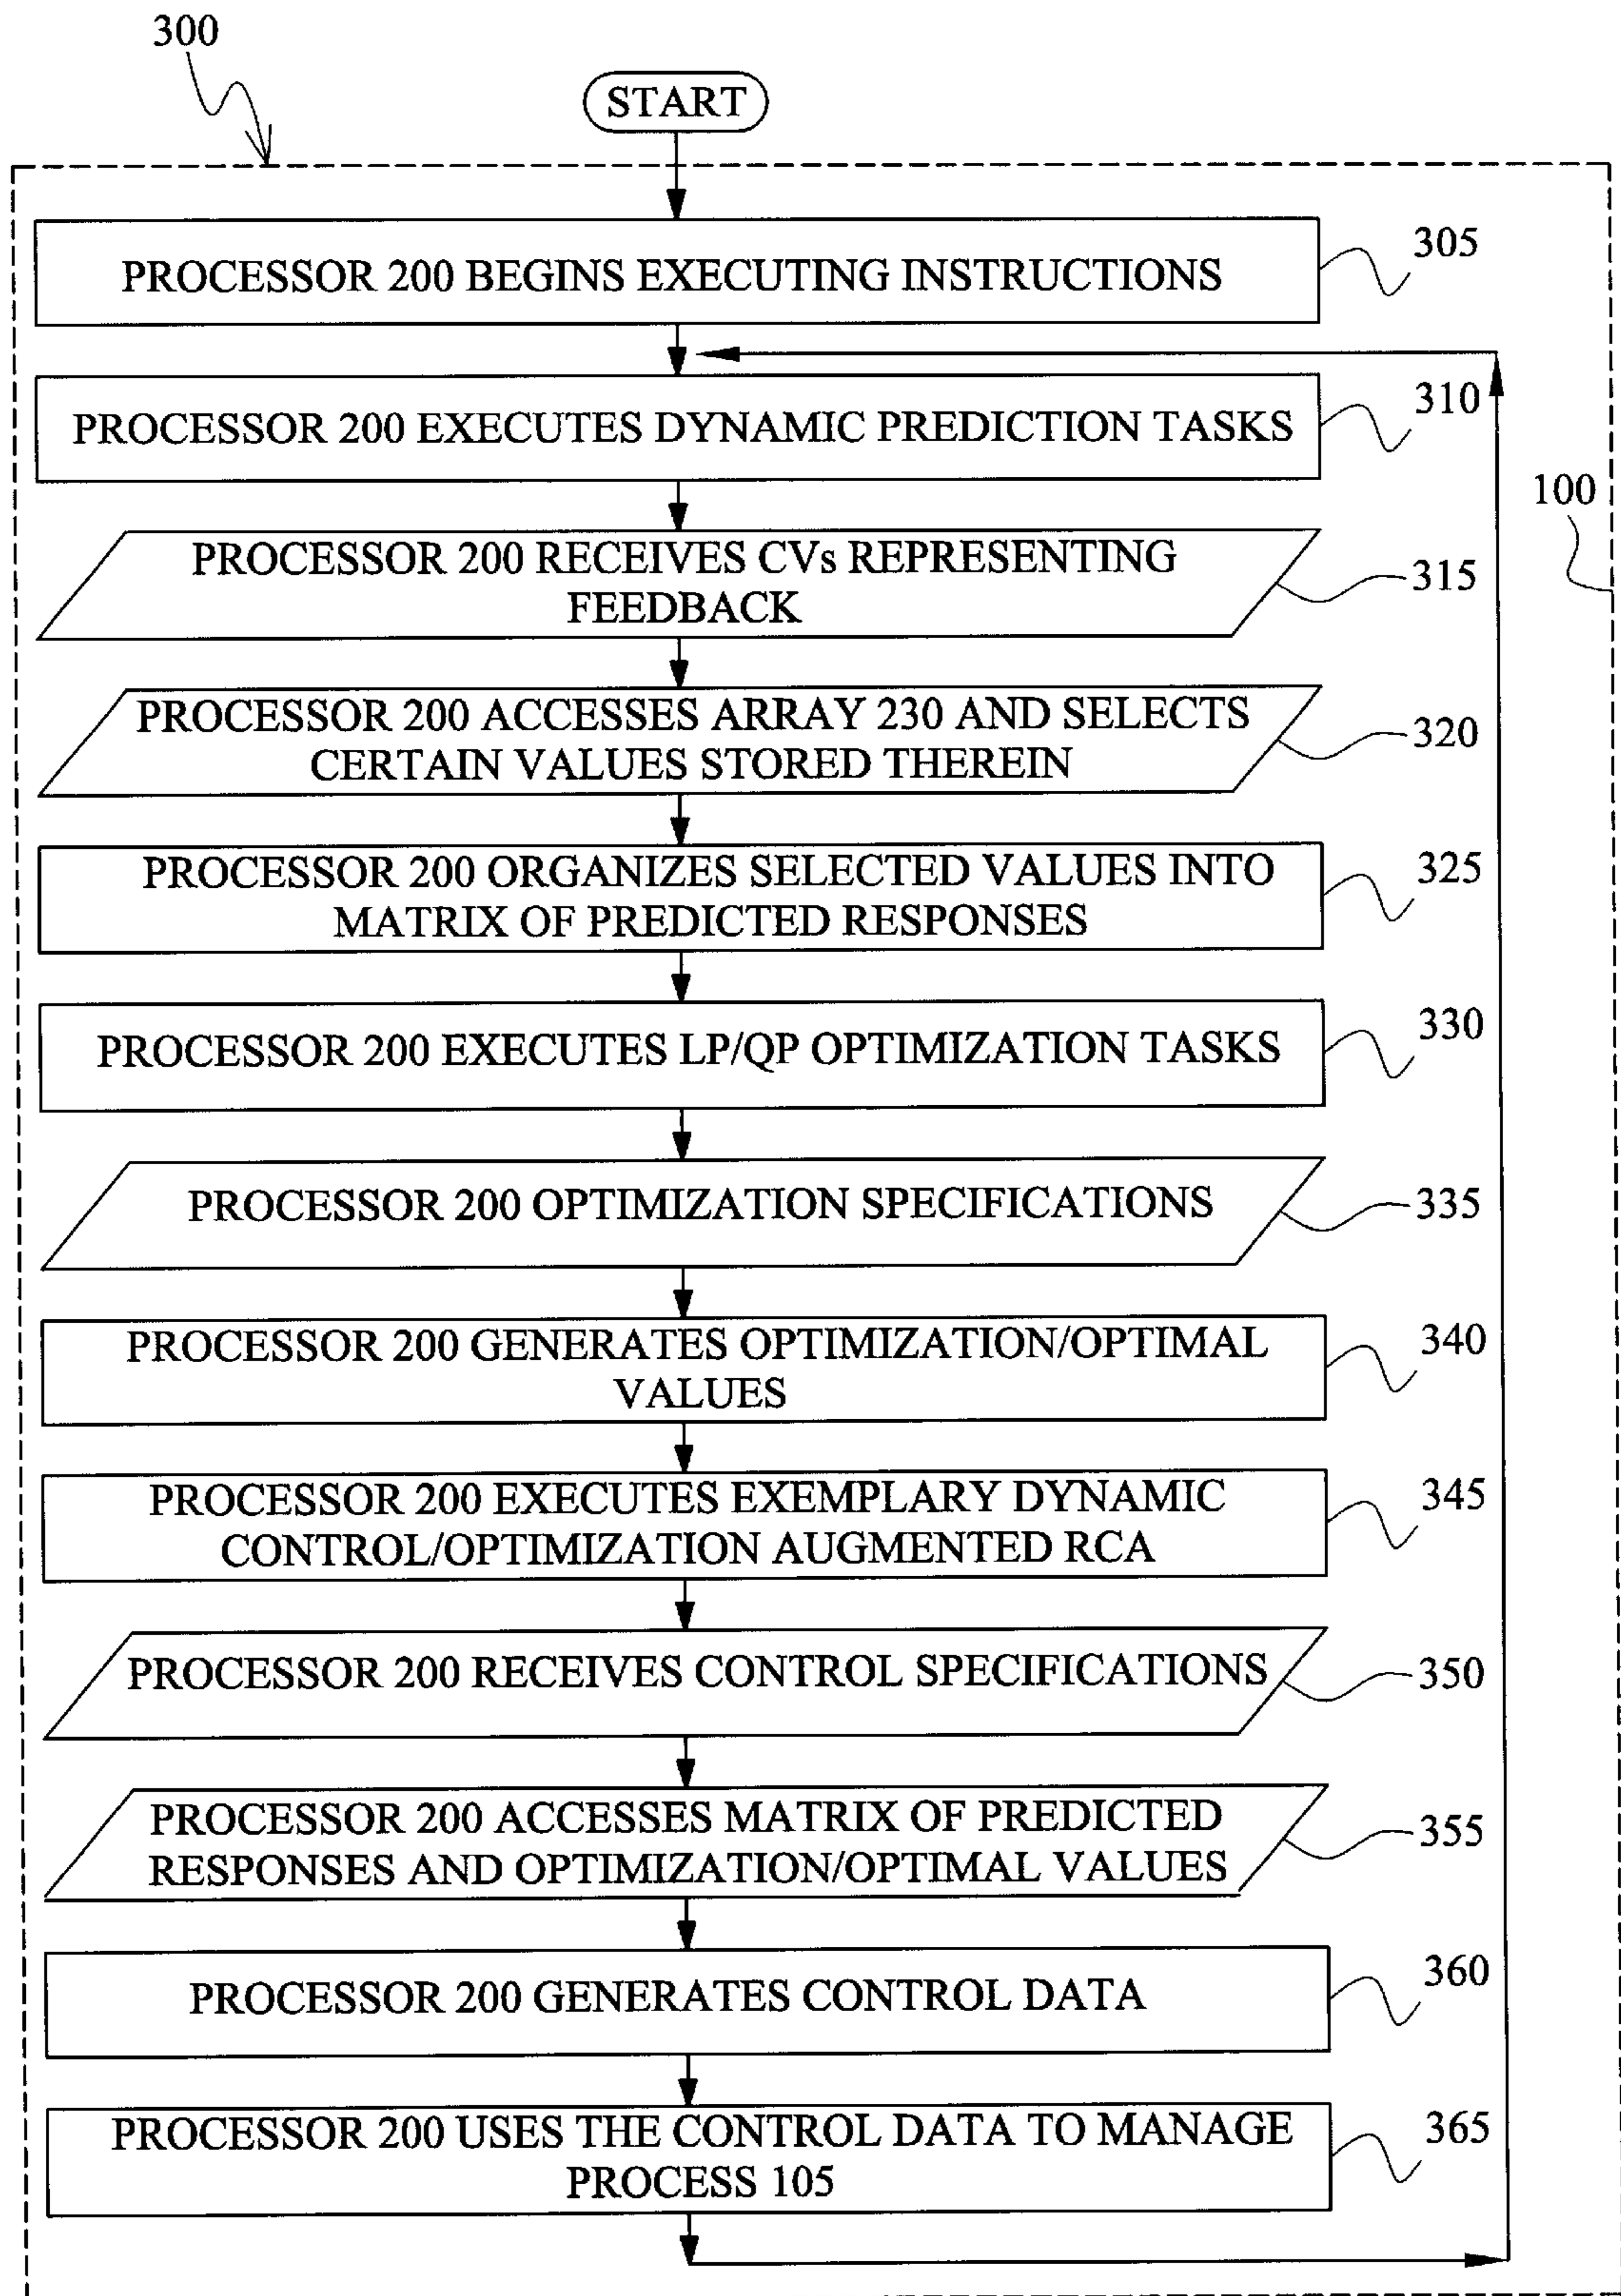 300
START
PROCESSOR 200 BEGINS EXECUTING INSTRUCTIONS
305
PROCESSOR 200 EXECUTES DYNAMIC PREDICTION TASKS
310
100
PROCESSOR 200 RECEIVES CVs REPRESENTING
FEEDBACK
315
PROCESSOR 200 ACCESSES ARRAY 230 AND SELECTS
CERTAIN VALUES STORED THEREIN
320
PROCESSOR 200 ORGANIZES SELECTED VALUES INTO
MATRIX OF PREDICTED RESPONSES
325
PROCESSOR 200 EXECUTES LP/QP OPTIMIZATION TASKS
330
PROCESSOR 200 OPTIMIZATION SPECIFICATIONS
335
PROCESSOR 200 GENERATES OPTIMIZATION/OPTIMAL
VALUES
340
PROCESSOR 200 EXECUTES EXEMPLARY DYNAMIC
CONTROL/OPTIMIZATION AUGMENTED RCA
345
PROCESSOR 200 RECEIVES CONTROL SPECIFICATIONS
350
PROCESSOR 200 ACCESSES MATRIX OF PREDICTED
RESPONSES AND OPTIMIZATION/OPTIMAL VALUES
355
PROCESSOR 200 GENERATES CONTROL DATA
360
PROCESSOR 200 USES THE CONTROL DATA TO MANAGE
PROCESS 105
365